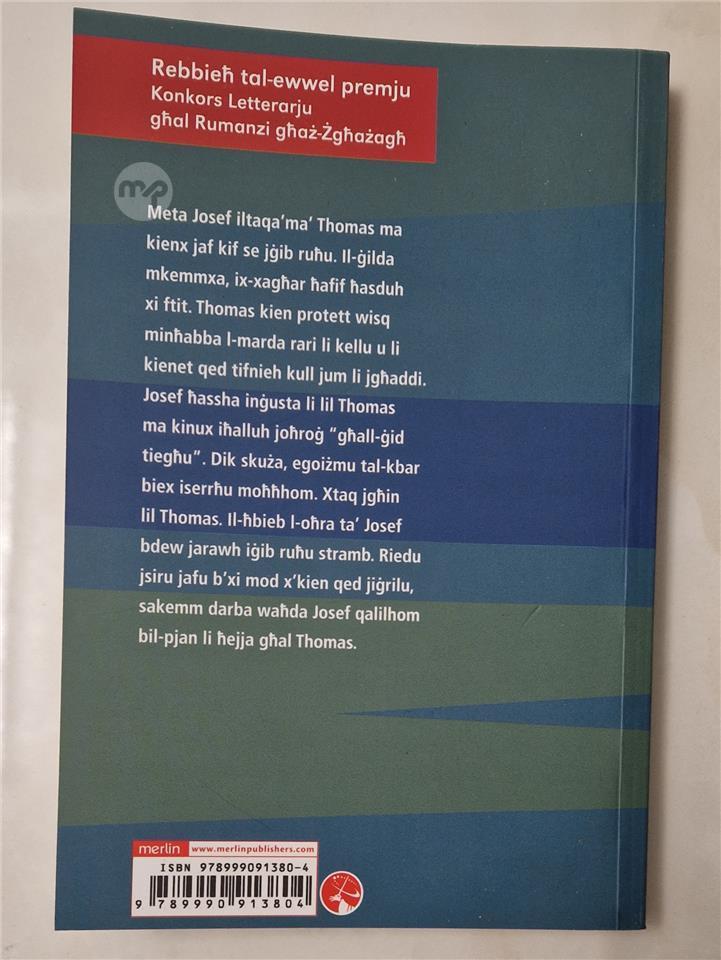 Rebbieħ tal-ewwel premju
Konkors Letterarju
għal Rumanzi għaż-Żgħażagħ
mp
Meta Josef iltaqa'ma' Thomas ma
kienx jaf kif se jġib ruħu. Il-ġilda
mkemmxa, ix-xagħar ħafif ħasduh
xi ftit. Thomas kien protett wisq
minħabba l-marda rari li kellu u li
kienet qed tifnieh kull jum li jgħaddi.
Josef ħassha inġusta li lil Thomas
ma kinux iħalluh joħroġ "għall-ġid
tiegħu". Dik skuża, egoiżmu tal-kbar
biex iserrħu moħħhom. Xtaq jgħin
lil Thomas. Il-ħbieb l-oħra ta' Josef
bdew jarawh iġib ruħu stramb. Riedu
jsiru jafu b'xi mod x'kien qed jiġrilu,
sakemm darba waħda Josef qalilhom
bil-pjan li ħejja għal Thomas.
merlin www.merlinpublishers.com
ISBN 978999091380-4
9 789990 913804